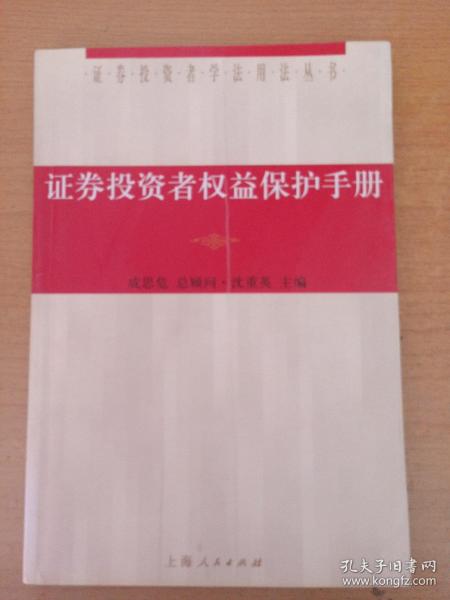 ·证·券·投·资·者·学·法·用·法·丛·书·
证券投资者权益保护手册
成思危 总顾问·沈重英 主编
上海人民出版社
孔夫子旧书网
www.kongfz.com